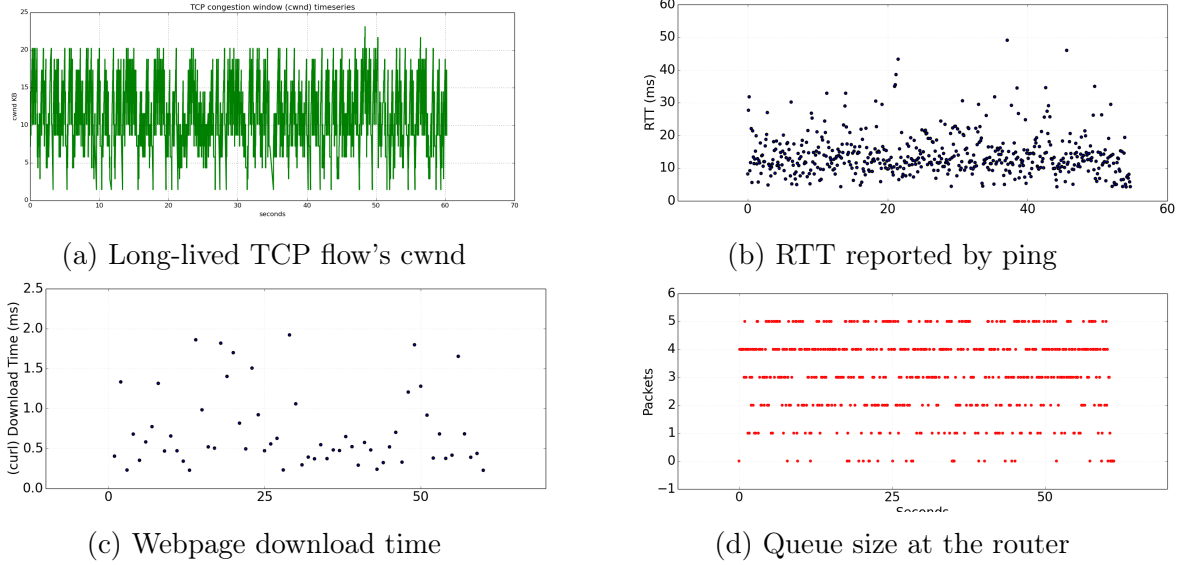 TCP congestion window (cwnd) timeseries
25
20
15
10
5
0
cwnd KB
0 10 20 30 40 50 60 70
seconds
(a) Long-lived TCP flow's cwnd
60
50
40
30
20
10
0
RTT (ms)
0 20 40 60
(b) RTT reported by ping
2.5
2.0
1.5
1.0
0.5
0.0
(curl) Download Time (ms)
0 25 50
(c) Webpage download time
6
5
4
3
2
1
0
−1
Packets
0 25 50
Seconds
(d) Queue size at the router